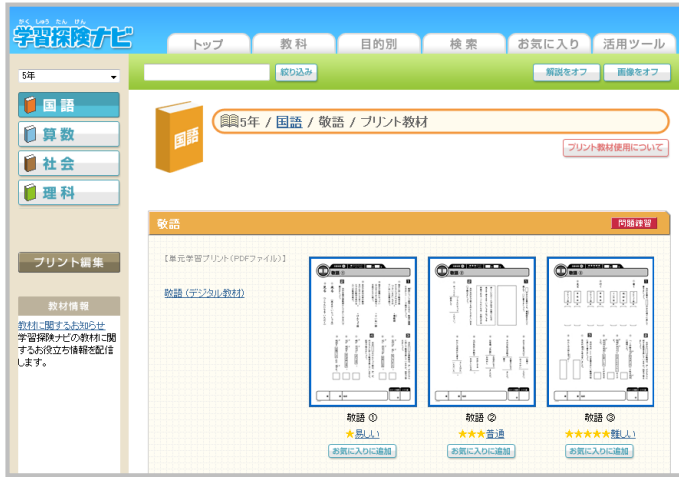 がく しゅう たん けん
学習探険ナビ
トップ
教科
目的別
検索
お気に入り
活用ツール
5年
絞り込み
解説をオフ
画像をオフ
国語
算数
社会
理科
プリント編集
教材情報
教材に関するお知らせ
学習探険ナビの教材に関
するお役立ち情報を配信
します。
国語
5年 / 国語 / 敬語 / プリント教材
プリント教材使用について
敬語
問題練習
【単元学習プリント(PDFファイル)】
敬語 (デジタル教材)
敬語 ①
★易しい
お気に入りに追加
敬語 ②
★★★普通
お気に入りに追加
敬語 ③
★★★★★難しい
お気に入りに追加